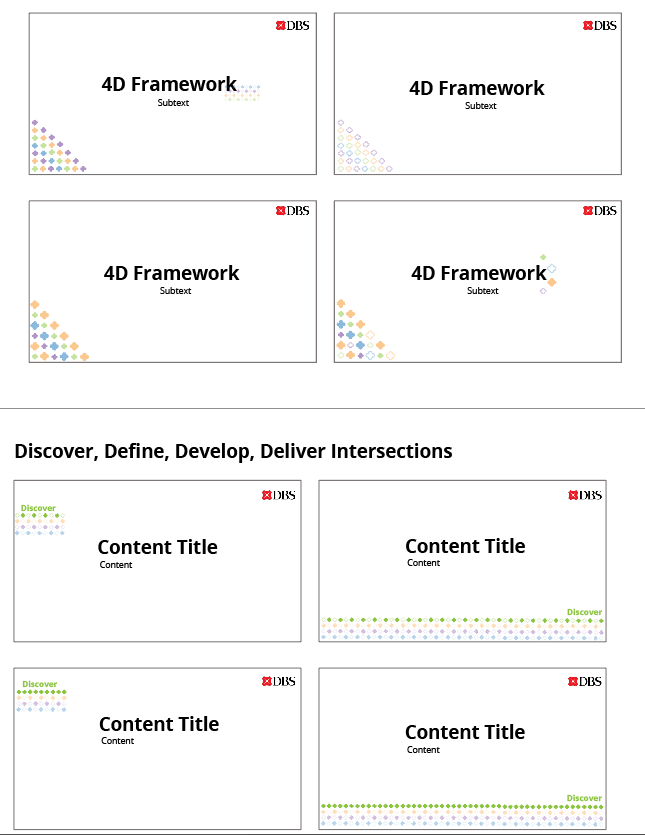 DBS
4D Framework
Subtext
DBS
4D Framework
Subtext
DBS
4D Framework
Subtext
DBS
4D Framework
Subtext
Discover, Define, Develop, Deliver Intersections
DBS
Discover
Content Title
Content
DBS
Content Title
Content
Discover
DBS
Discover
Content Title
Content
DBS
Content Title
Content
Discover